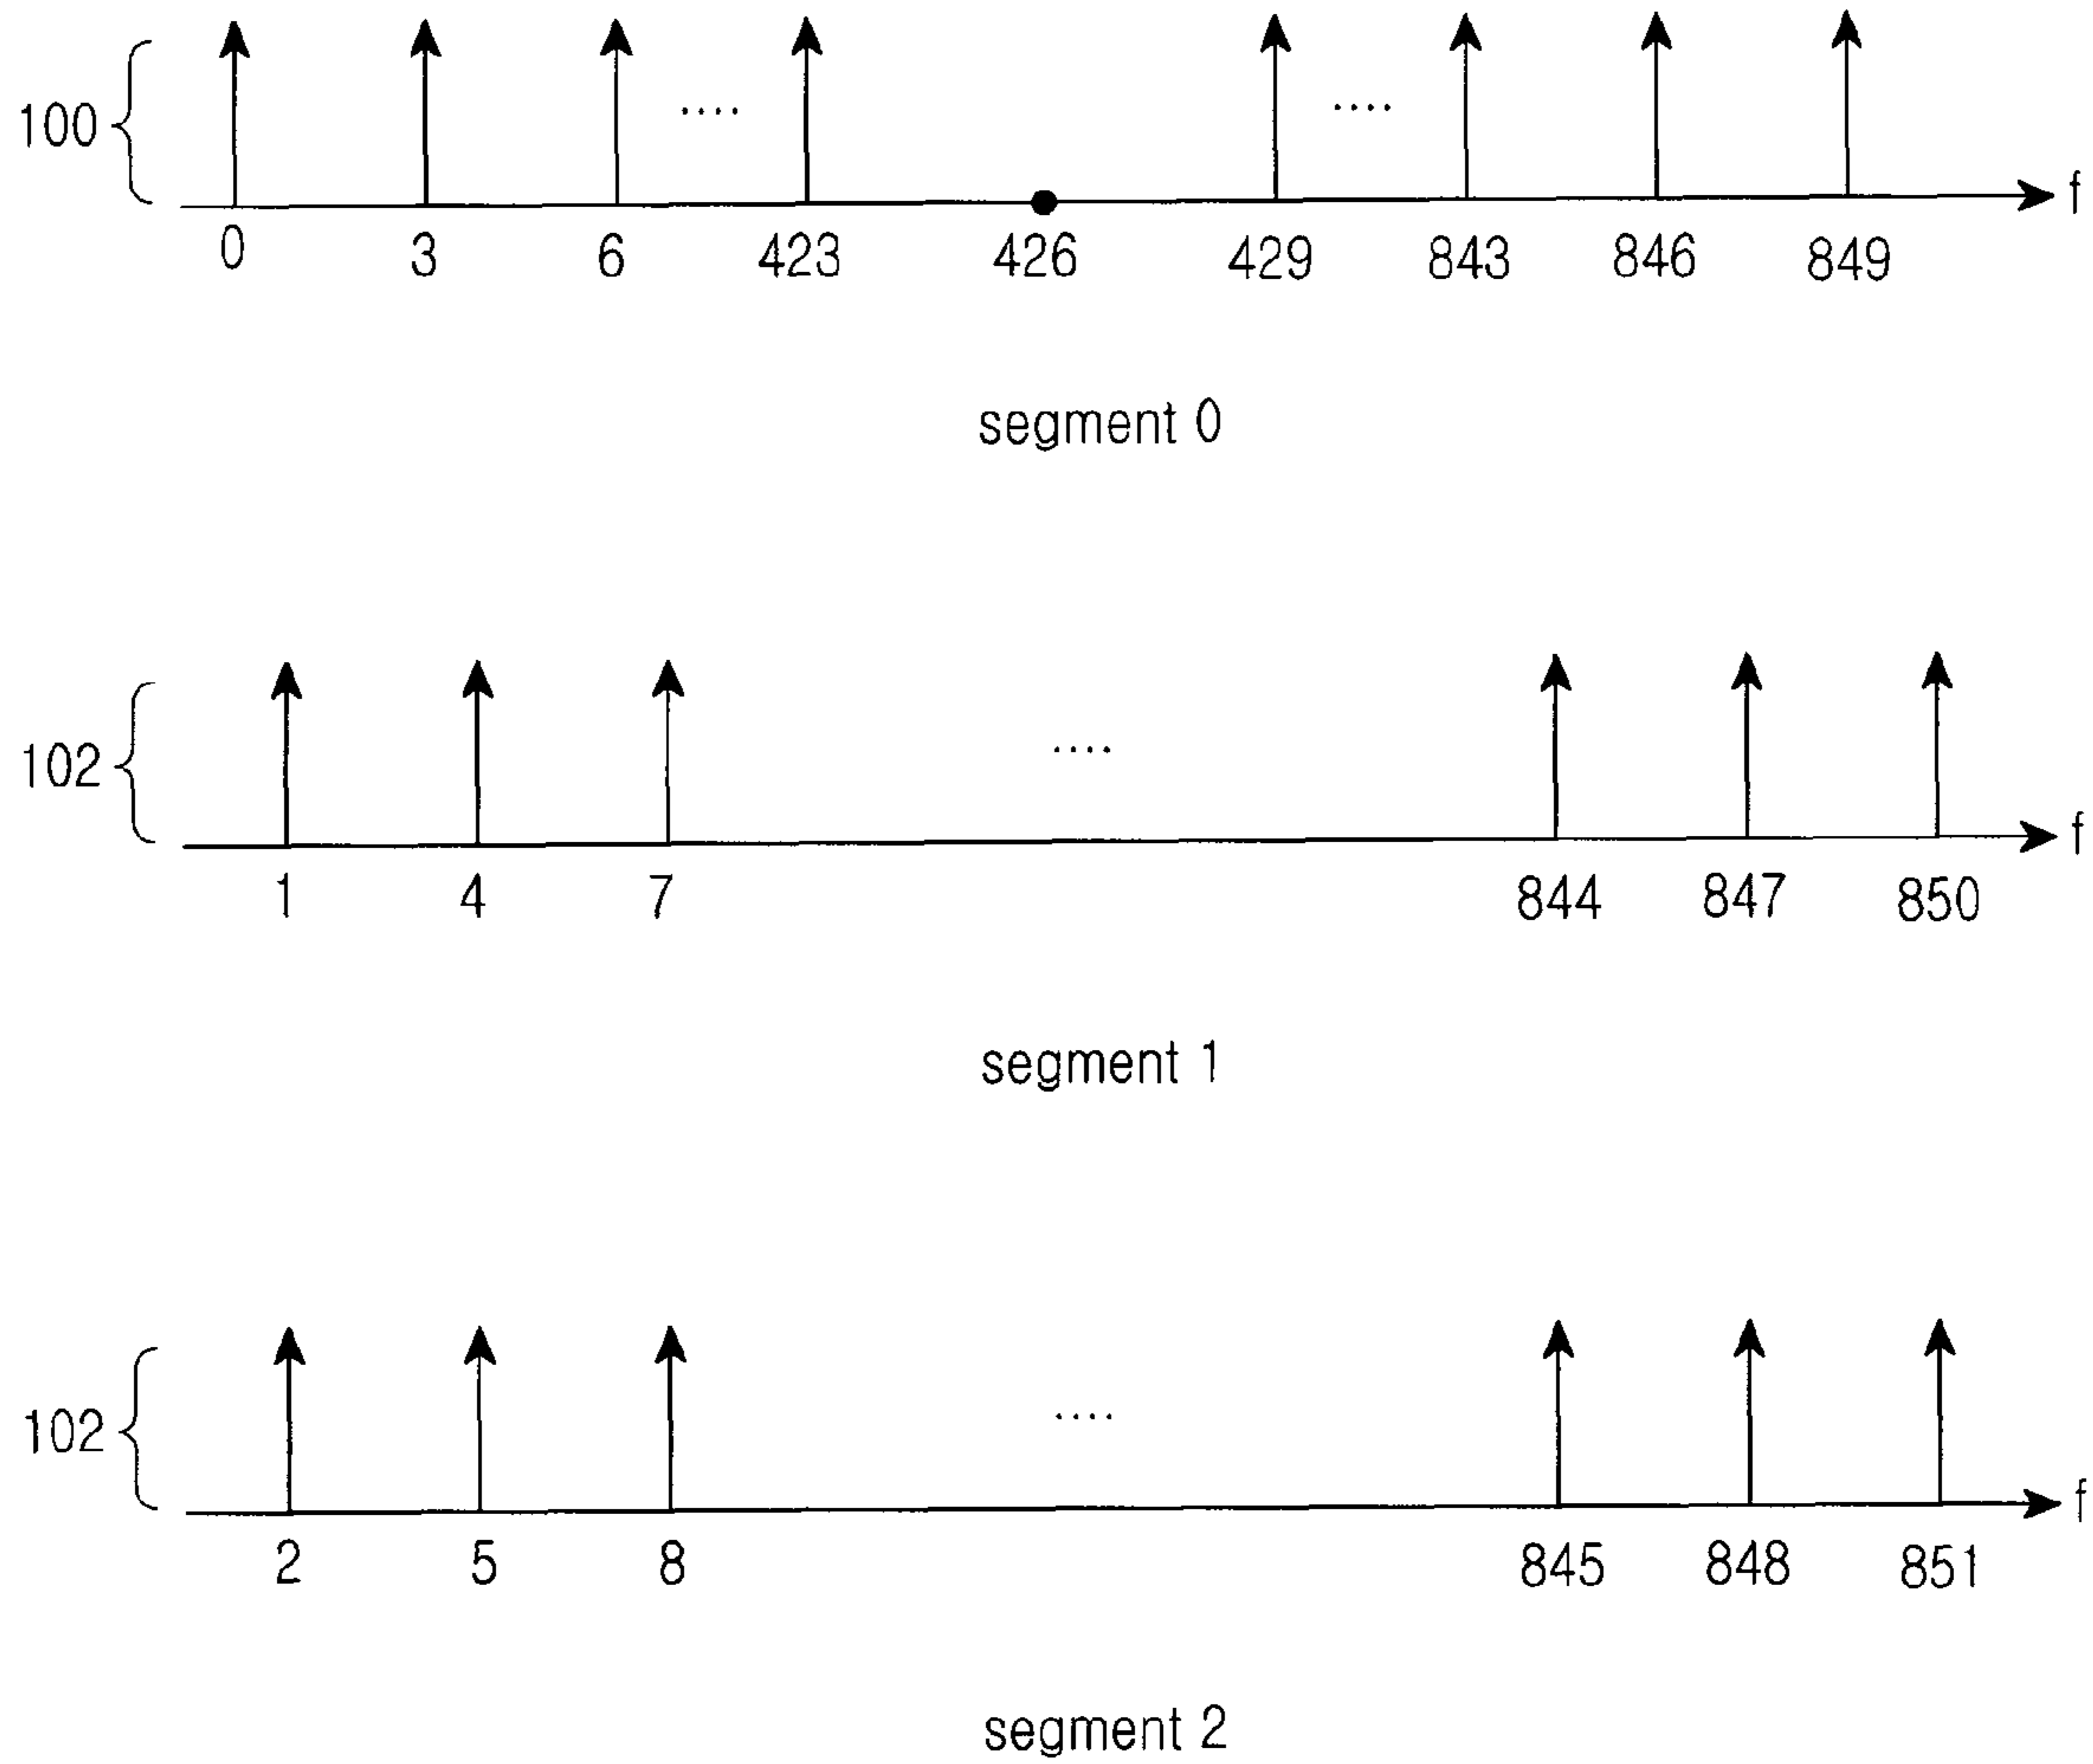 100
....
....
f
0 3 6 423 426 429 843 846 849
segment 0
102
....
f
1 4 7 844 847 850
segment 1
102
....
f
2 5 8 845 848 851
segment 2